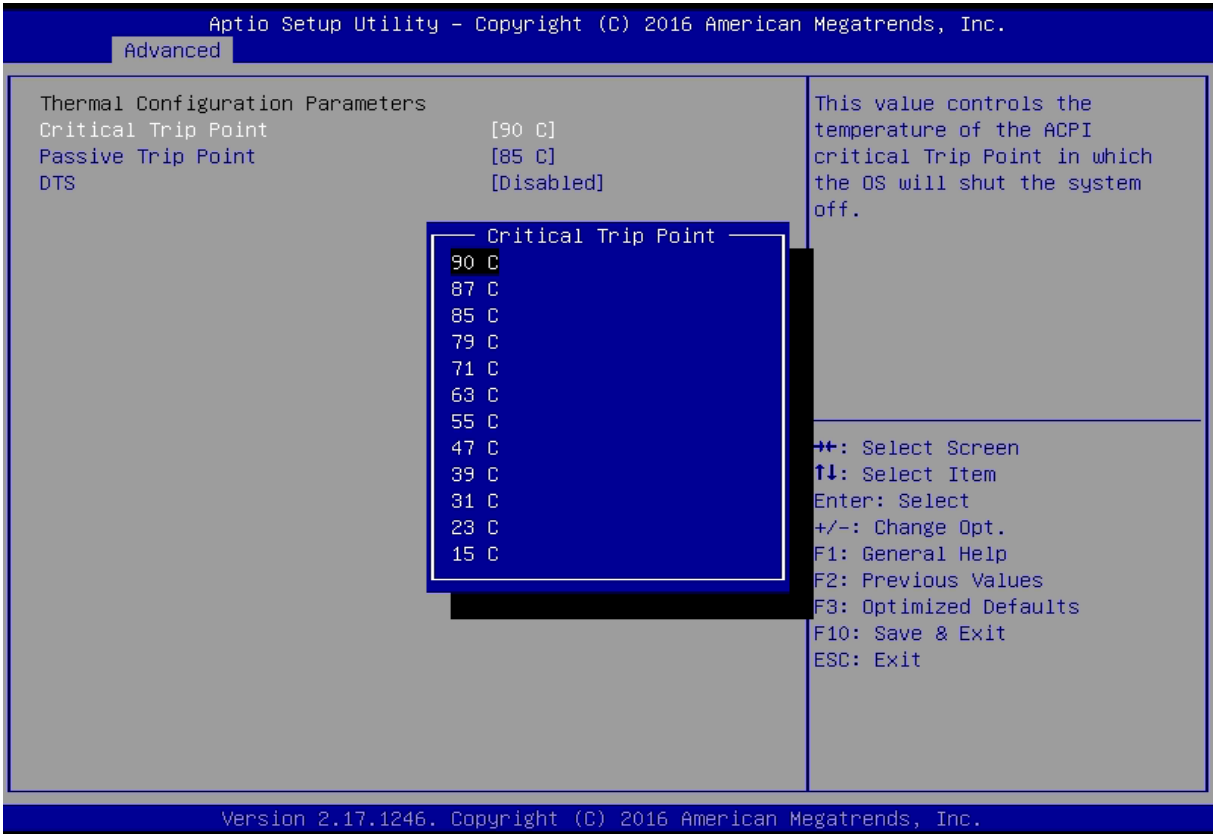 Aptio Setup Utility – Copyright (C) 2016 American Megatrends, Inc.
Advanced
Thermal Configuration Parameters
Critical Trip Point [90 C]
Passive Trip Point [85 C]
DTS [Disabled]
Critical Trip Point
90 C
87 C
85 C
79 C
71 C
63 C
55 C
47 C
39 C
31 C
23 C
15 C
This value controls the
temperature of the ACPI
critical Trip Point in which
the OS will shut the system
off.
→←: Select Screen
↑↓: Select Item
Enter: Select
+/-: Change Opt.
F1: General Help
F2: Previous Values
F3: Optimized Defaults
F10: Save & Exit
ESC: Exit
Version 2.17.1246. Copyright (C) 2016 American Megatrends, Inc.